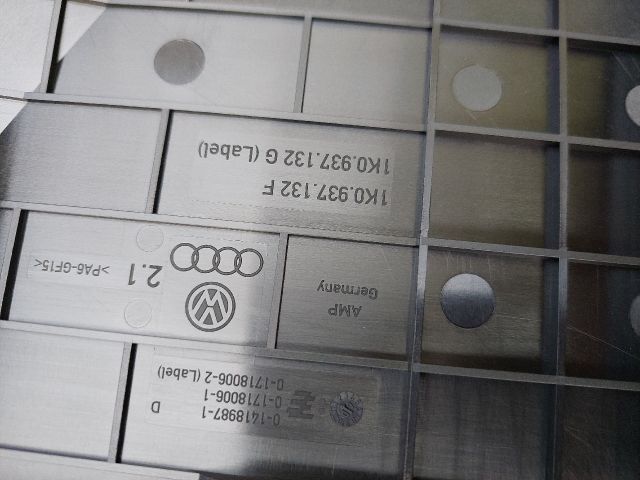 0-1418987-1 D
0-1718006-1
0-1718006-2 (Label)
AMP
Germany
2.1
>PA6-GF15<
1K0.937.132 F
1K0.937.132 G (Label)